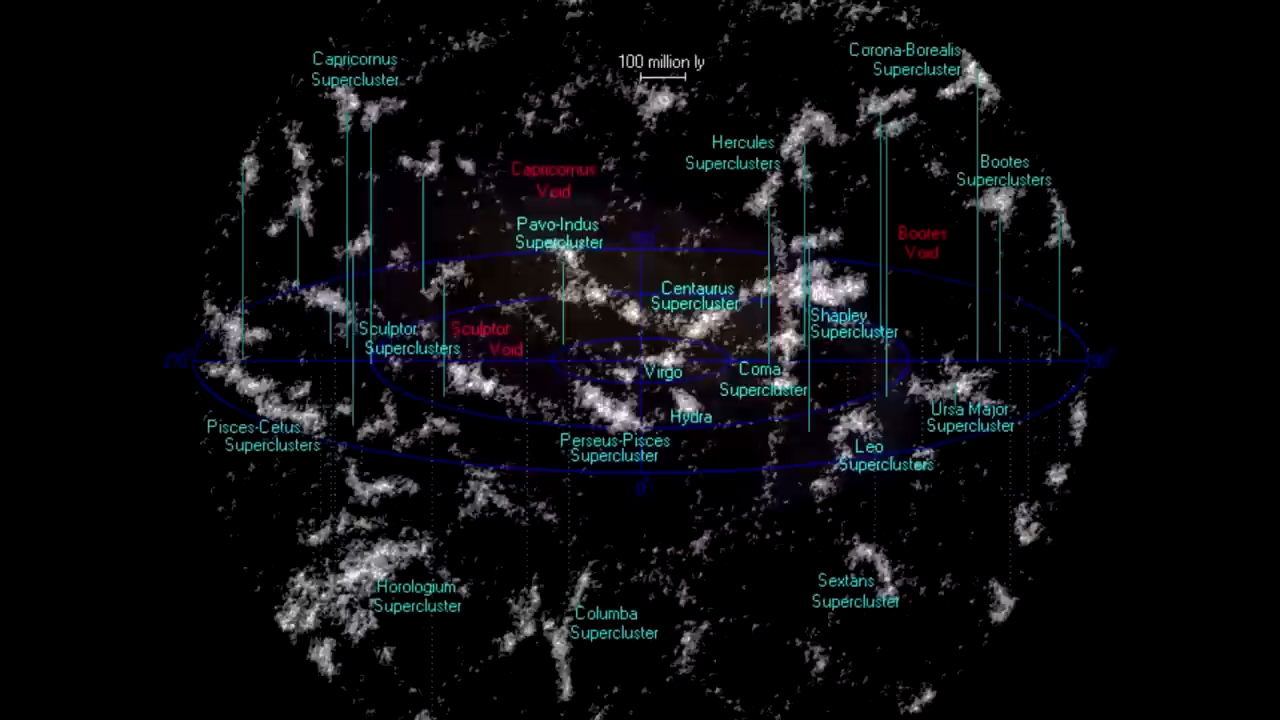 Corona-Borealis
Supercluster
Capricornus
Supercluster
100 million ly
Hercules
Superclusters
Bootes
Superclusters
Capricornus
Void
Pavo-Indus
Supercluster
Bootes
Void
Centaurus
Supercluster
Shapley
Supercluster
Sculptor
Superclusters
Sculptor
Void
Virgo
Coma
Supercluster
Hydra
Ursa Major
Supercluster
Pisces-Cetus
Superclusters
Perseus-Pisces
Supercluster
Leo
Superclusters
0°
Horologium
Supercluster
Columba
Supercluster
Sextans
Supercluster